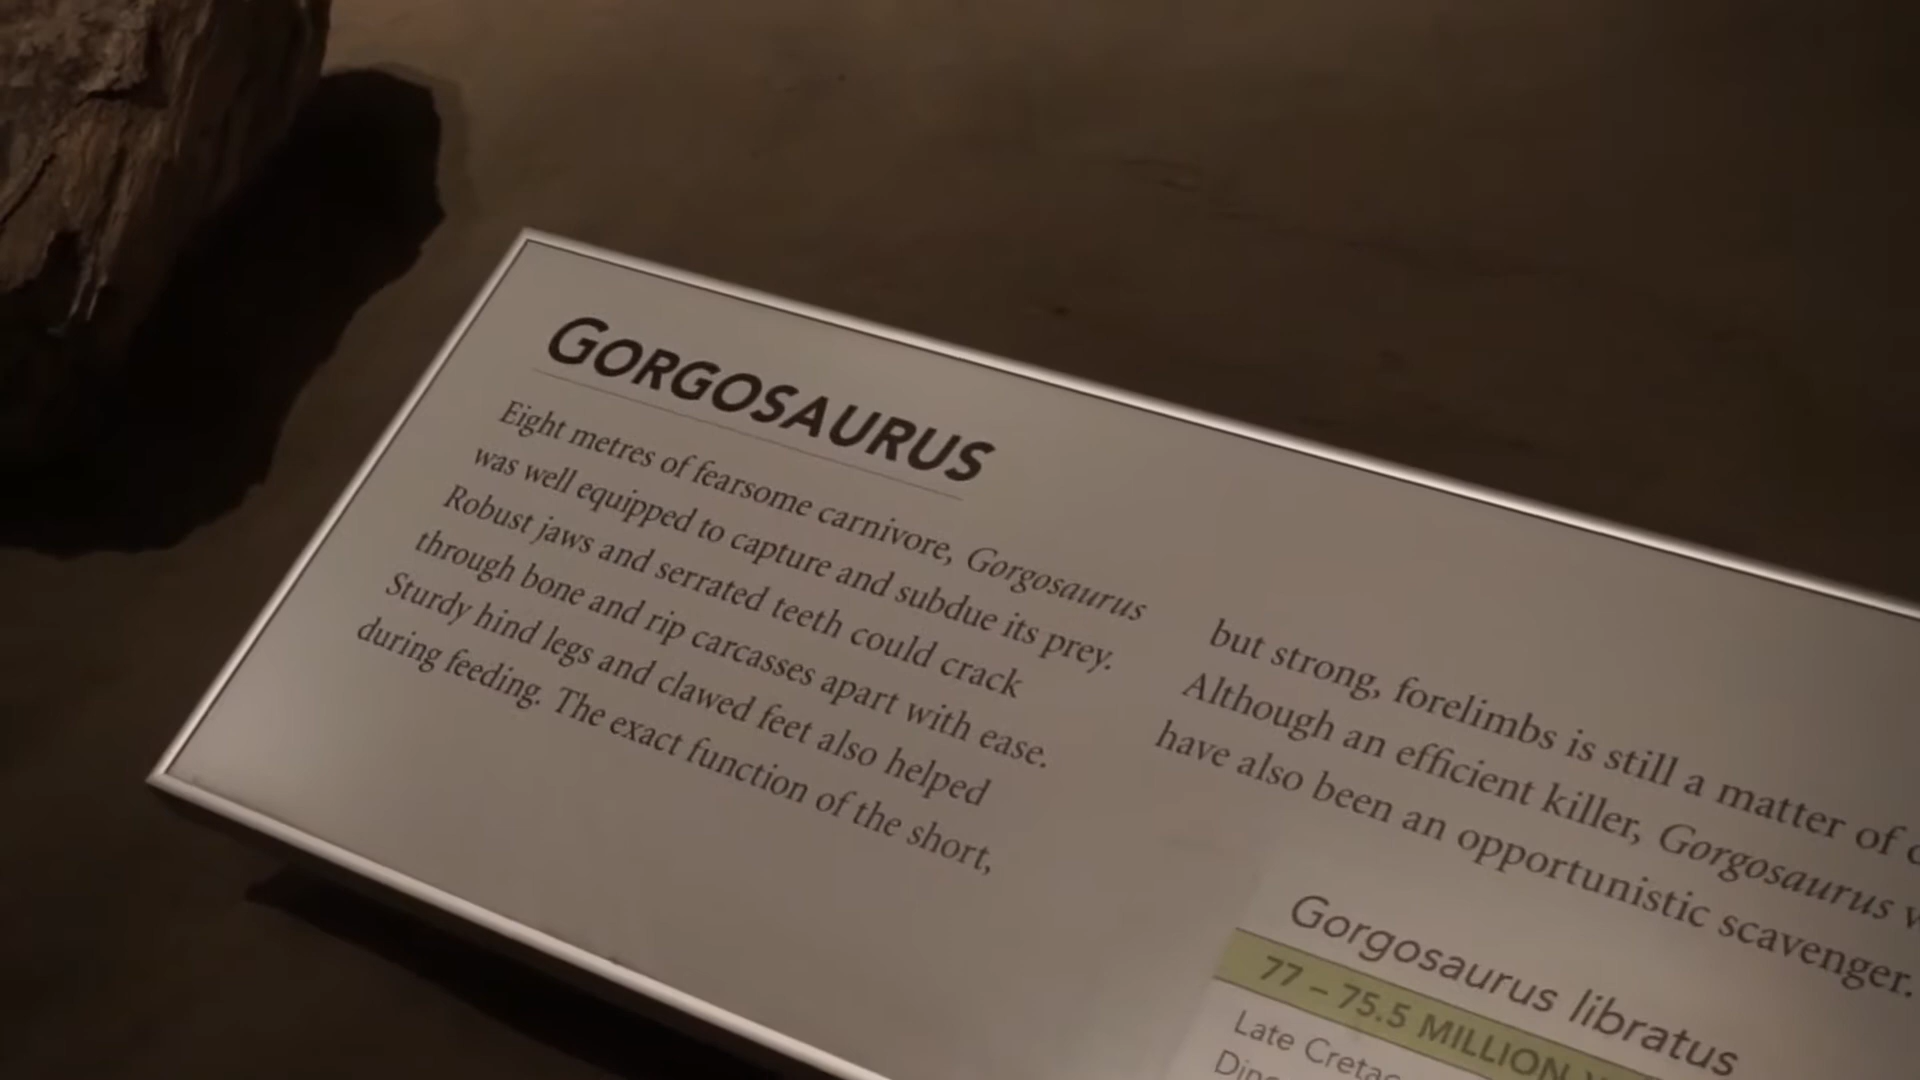 GORGOSAURUS
Eight metres of fearsome carnivore, Gorgosaurus
was well equipped to capture and subdue its prey.
Robust jaws and serrated teeth could crack
through bone and rip carcasses apart with ease.
Sturdy hind legs and clawed feet also helped
during feeding. The exact function of the short,
but strong, forelimbs is still a matter of
Although an efficient killer, Gorgosaurus
have also been an opportunistic scavenger.
Gorgosaurus libratus
77 – 75.5 MILLION
Late